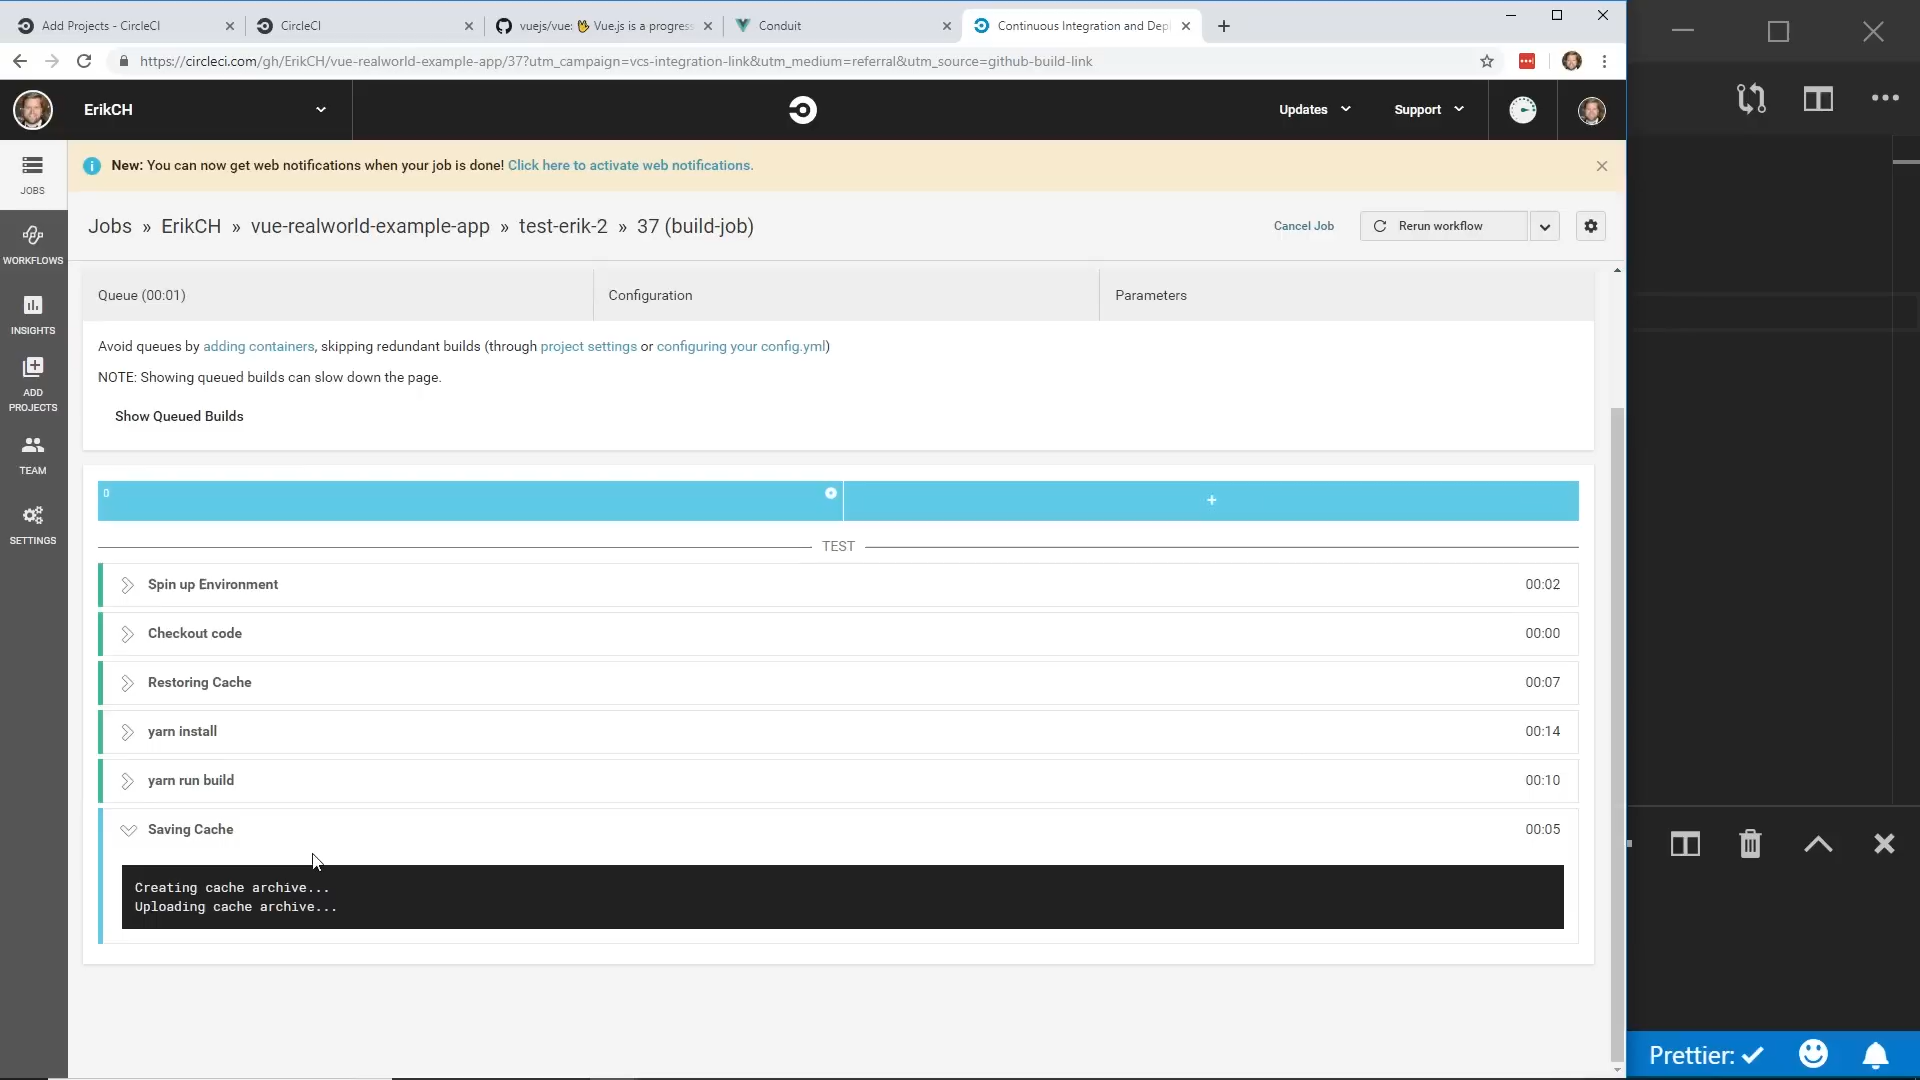 Add Projects - CircleCI
CircleCI
vuejs/vue: 🖖 Vue.js is a progress
Conduit
Continuous Integration and Dep
https://circleci.com/gh/ErikCH/vue-realworld-example-app/37?utm_campaign=vcs-integration-link&utm_medium=referral&utm_source=github-build-link
ErikCH
Updates
Support
JOBS
WORKFLOWS
INSIGHTS
ADD
PROJECTS
TEAM
SETTINGS
New: You can now get web notifications when your job is done! Click here to activate web notifications.
Jobs » ErikCH » vue-realworld-example-app » test-erik-2 » 37 (build-job)
Cancel Job
Rerun workflow
Queue (00:01)
Configuration
Parameters
Avoid queues by adding containers, skipping redundant builds (through project settings or configuring your config.yml)
NOTE: Showing queued builds can slow down the page.
Show Queued Builds
0
+
TEST
Spin up Environment 00:02
Checkout code 00:00
Restoring Cache 00:07
yarn install 00:14
yarn run build 00:10
Saving Cache 00:05
Creating cache archive...
Uploading cache archive...
Prettier: ✓